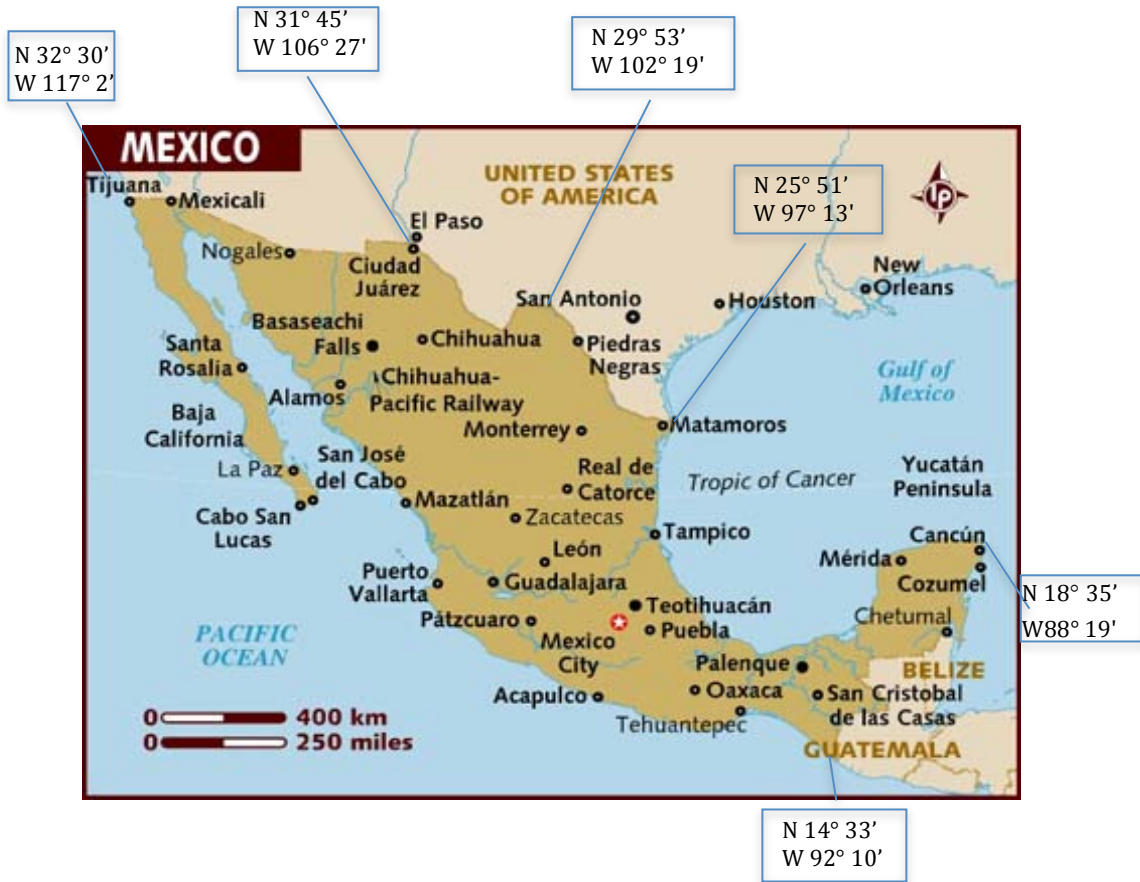 N 31° 45’
W 106° 27'
N 29° 53’
W 102° 19'
N 32° 30’
W 117° 2’
MEXICO
UNITED STATES
OF AMERICA
N 25° 51’
W 97° 13'
LP
Tijuana
Mexicali
El Paso
Nogales
Ciudad
Juárez
New
Orleans
San Antonio
Houston
Basaseachi
Falls
Chihuahua
Piedras
Negras
Santa
Rosalia
Gulf of
Mexico
Alamos
Chihuahua-
Pacific Railway
Baja
California
Monterrey
Matamoros
San José
del Cabo
La Paz
Real de
Catorce
Tropic of Cancer
Yucatán
Peninsula
Cabo San
Lucas
Mazatlán
Zacatecas
Tampico
Cancún
León
Mérida
Puerto
Vallarta
Guadalajara
Cozumel
N 18° 35’
W88° 19'
Teotihuacán
Chetumal
Pátzcuaro
Mexico
City
Puebla
PACIFIC
OCEAN
Palenque
BELIZE
Acapulco
Oaxaca
San Cristobal
de las Casas
Tehuantepec
0 400 km
0 250 miles
GUATEMALA
N 14° 33’
W 92° 10’